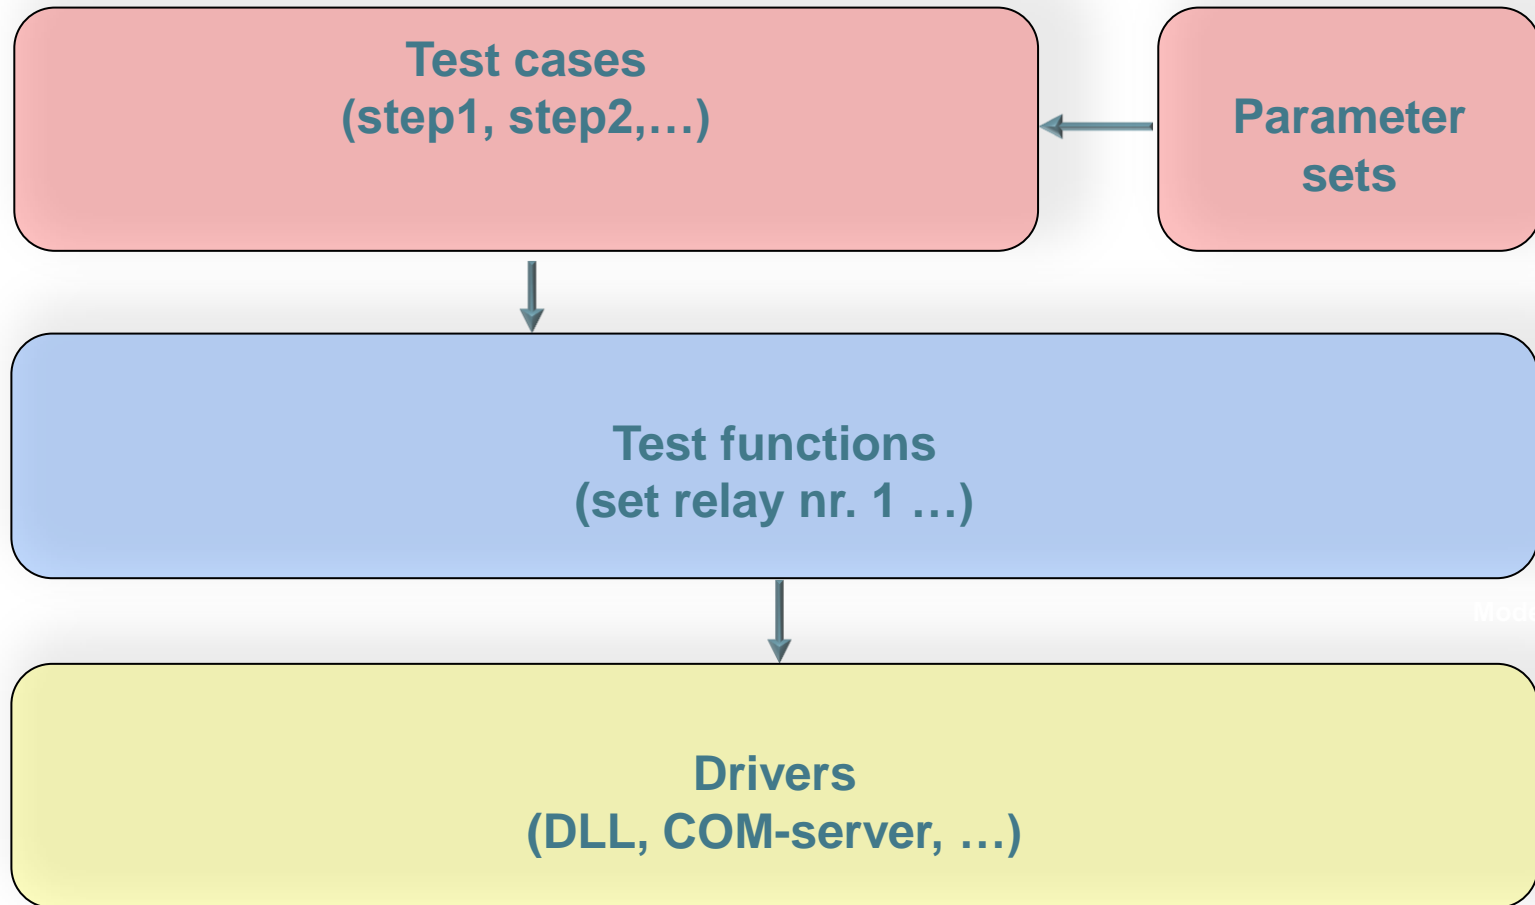 Test cases
(step1, step2,…)
Parameter
sets
Test functions
(set relay nr. 1 …)
Drivers
(DLL, COM-server, …)